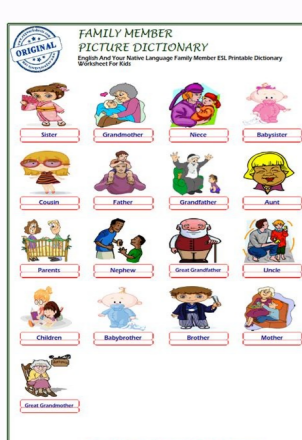 ORIGINAL
FAMILY MEMBER
PICTURE DICTIONARY
English And Your Native Language Family Member ESL Printable Dictionary
Worksheet For Kids
Sister
Grandmother
Niece
Babysister
Cousin
Father
Grandfather
Aunt
Parents
Nephew
Great Grandfather
Uncle
Children
Babybrother
Brother
Mother
Great Grandmother